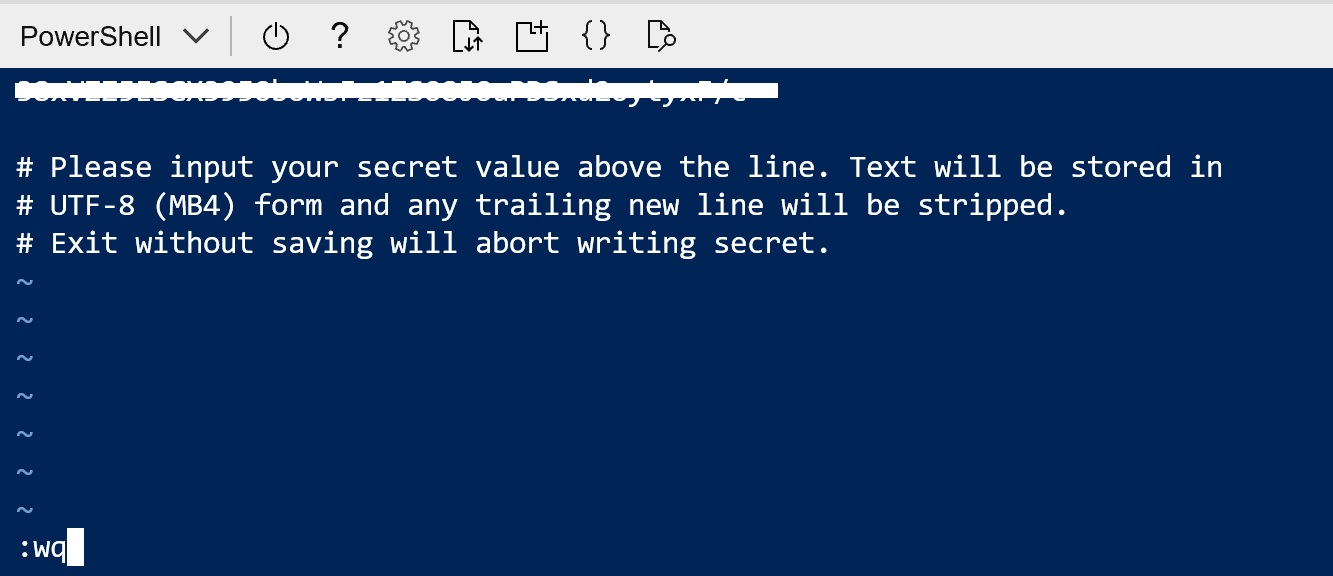 PowerShell
# Please input your secret value above the line. Text will be stored in
# UTF-8 (MB4) form and any trailing new line will be stripped.
# Exit without saving will abort writing secret.
~
~
~
~
~
~
~
:wq